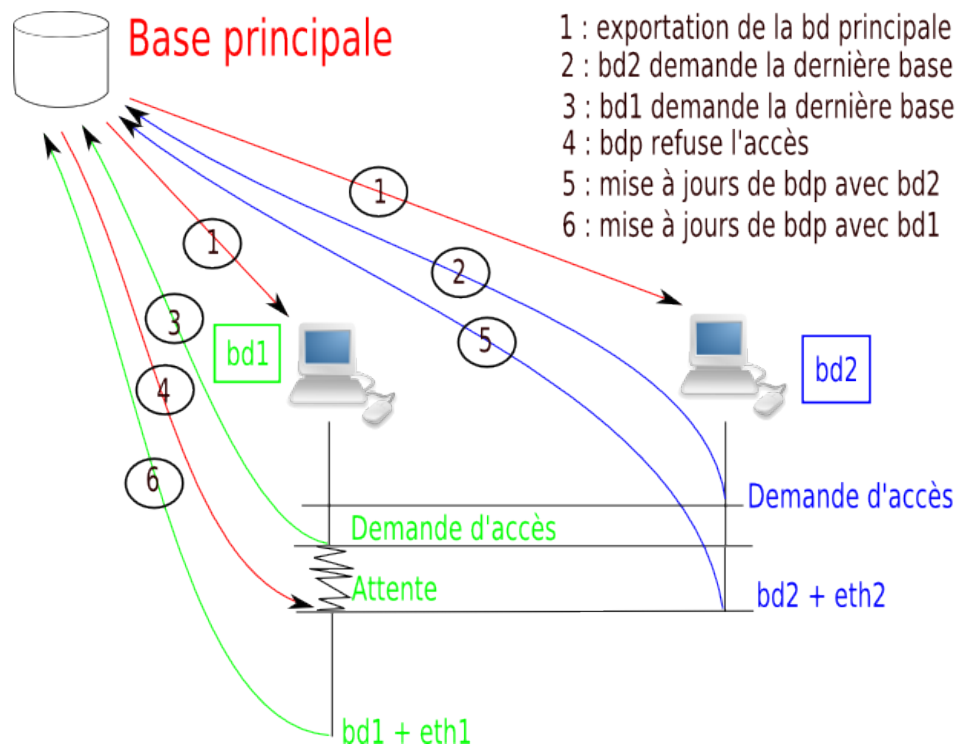 Base principale
1 : exportation de la bd principale
2 : bd2 demande la dernière base
3 : bd1 demande la dernière base
4 : bdp refuse l'accès
5 : mise à jours de bdp avec bd2
6 : mise à jours de bdp avec bd1
1
1
2
3
5
bd1
bd2
4
6
Demande d'accès
Demande d'accès
Attente
bd2 + eth2
bd1 + eth1